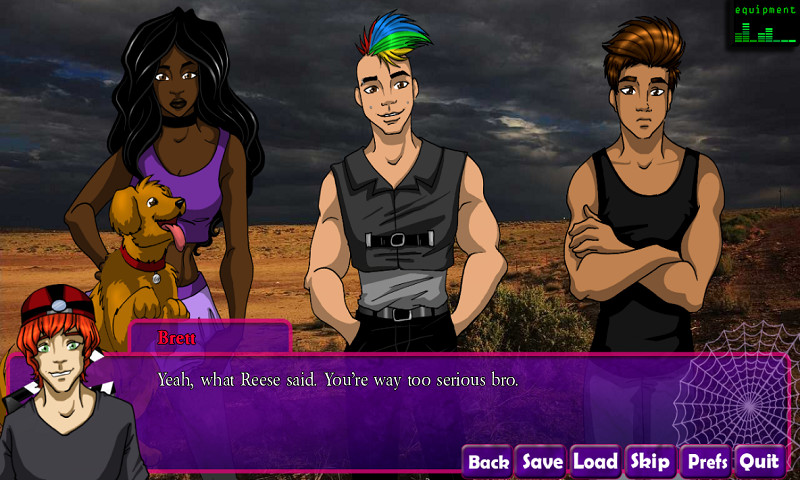 equipment
Brett
Yeah, what Reese said. You're way too serious bro.
Back Save Load Skip Prefs Quit